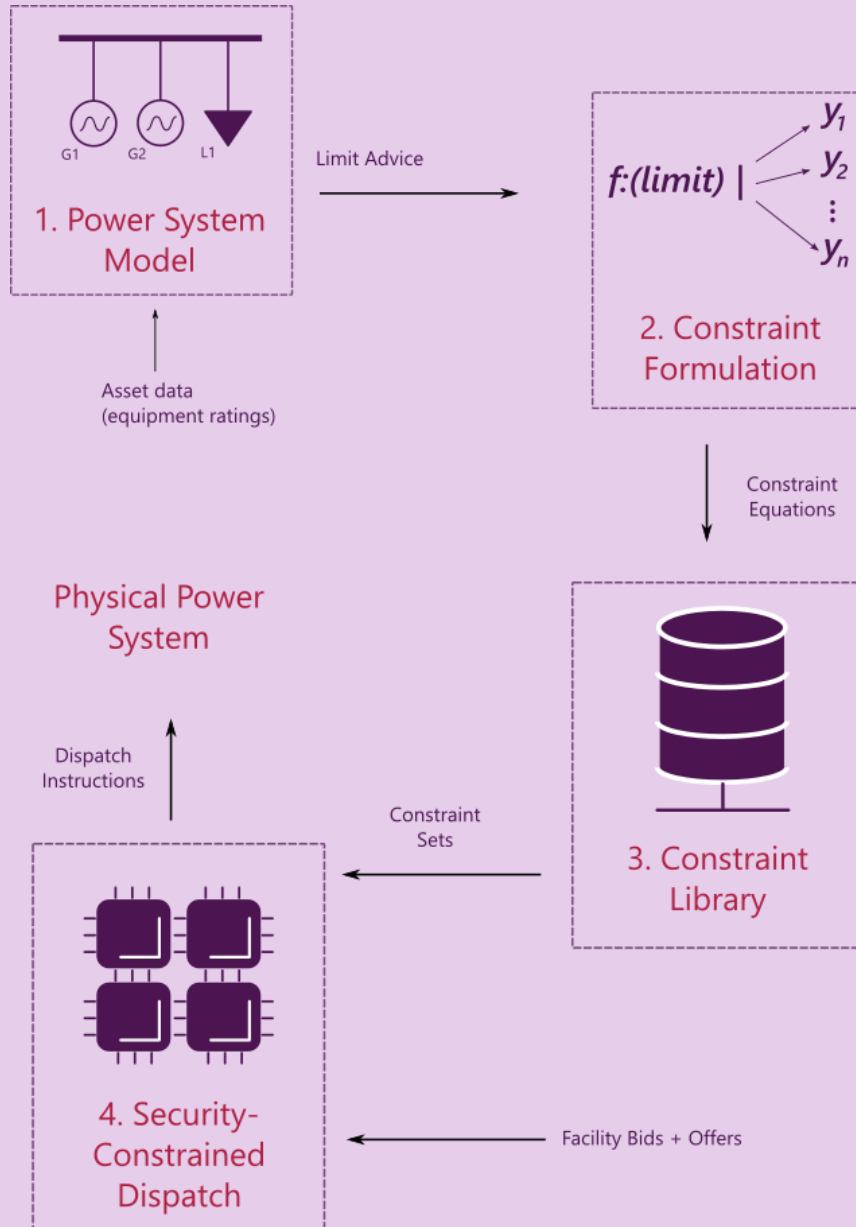 G1
G2
L1
1. Power System
Model
Limit Advice
f:(limit) |
y1
y2
⋮
yn
2. Constraint
Formulation
Asset data
(equipment ratings)
Constraint
Equations
Physical Power
System
Dispatch
Instructions
Constraint
Sets
3. Constraint
Library
4. Security-
Constrained
Dispatch
Facility Bids + Offers